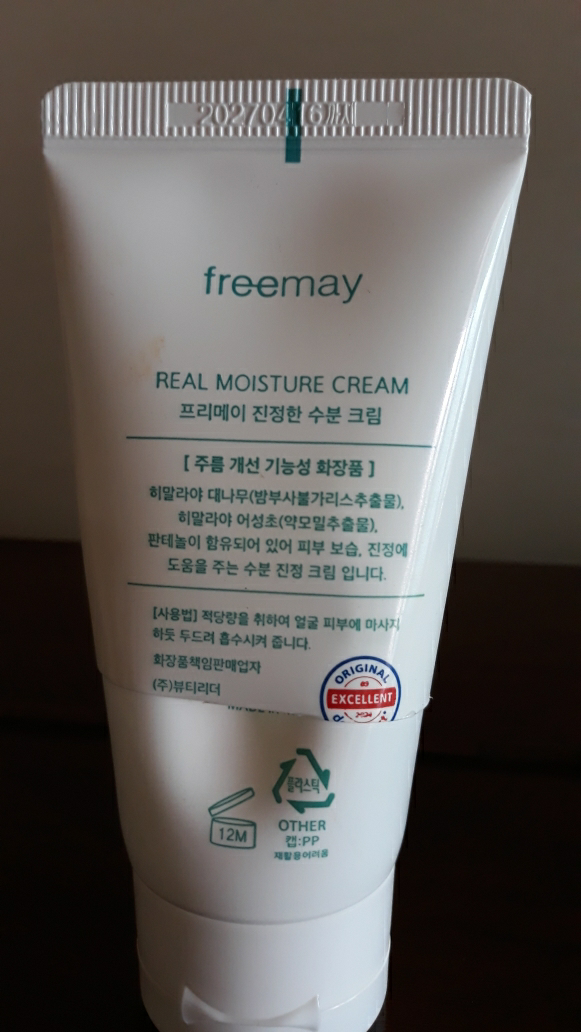 freemay
REAL MOISTURE CREAM
프리메이 진정한 수분 크림
[ 주름 개선 기능성 화장품 ]
히말라야 대나무(밤부사불가리스추출물),
히말라야 어성초(약모밀추출물),
판테놀이 함유되어 있어 피부 보습, 진정에
도움을 주는 수분 진정 크림 입니다.
[사용법] 적당량을 취하여 얼굴 피부에 마사지
하듯 두드려 흡수시켜 줍니다.
화장품책임판매업자
(주)뷰티리더
ORIGINAL
EXCELLENT
플라스틱
12M
OTHER
캡:PP
재활용어려움